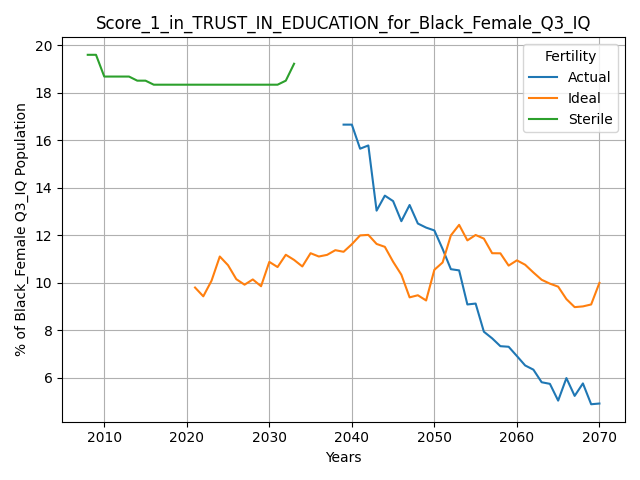 Score_1_in_TRUST_IN_EDUCATION_for_Black_Female_Q3_IQ
% of Black_Female Q3_IQ Population
20
18
16
14
12
10
8
6
Fertility
Actual
Ideal
Sterile
2010
2020
2030
2040
2050
2060
2070
Years